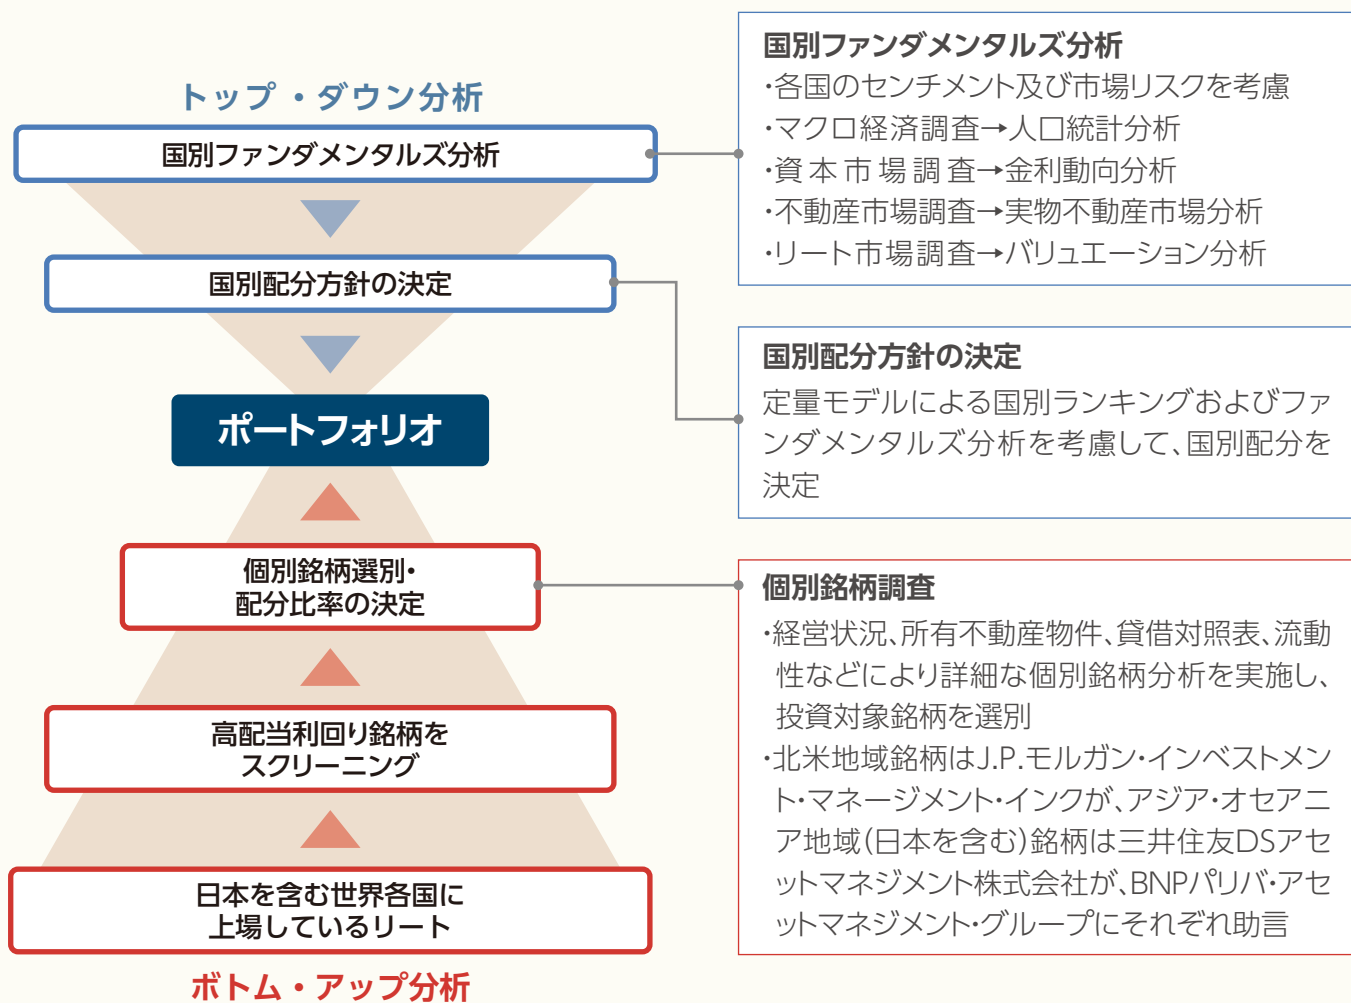 トップ・ダウン分析
国別ファンダメンタルズ分析
国別配分方針の決定
ポートフォリオ
個別銘柄選別・
配分比率の決定
高配当利回り銘柄を
スクリーニング
日本を含む世界各国に
上場しているリート
ボトム・アップ分析
国別ファンダメンタルズ分析
・各国のセンチメント及び市場リスクを考慮
・マクロ経済調査→人口統計分析
・資本市場調査→金利動向分析
・不動産市場調査→実物不動産市場分析
・リート市場調査→バリュエーション分析
国別配分方針の決定
定量モデルによる国別ランキングおよびファ
ンダメンタルズ分析を考慮して、国別配分を
決定
個別銘柄調査
・経営状況、所有不動産物件、貸借対照表、流動
性などにより詳細な個別銘柄分析を実施し、
投資対象銘柄を選別
・北米地域銘柄はJ.P.モルガン・インベストメン
ト・マネージメント・インクが、アジア・オセアニ
ア地域(日本を含む)銘柄は三井住友DSアセ
ットマネジメント株式会社が、BNPパリバ・アセ
ットマネジメント・グループにそれぞれ助言